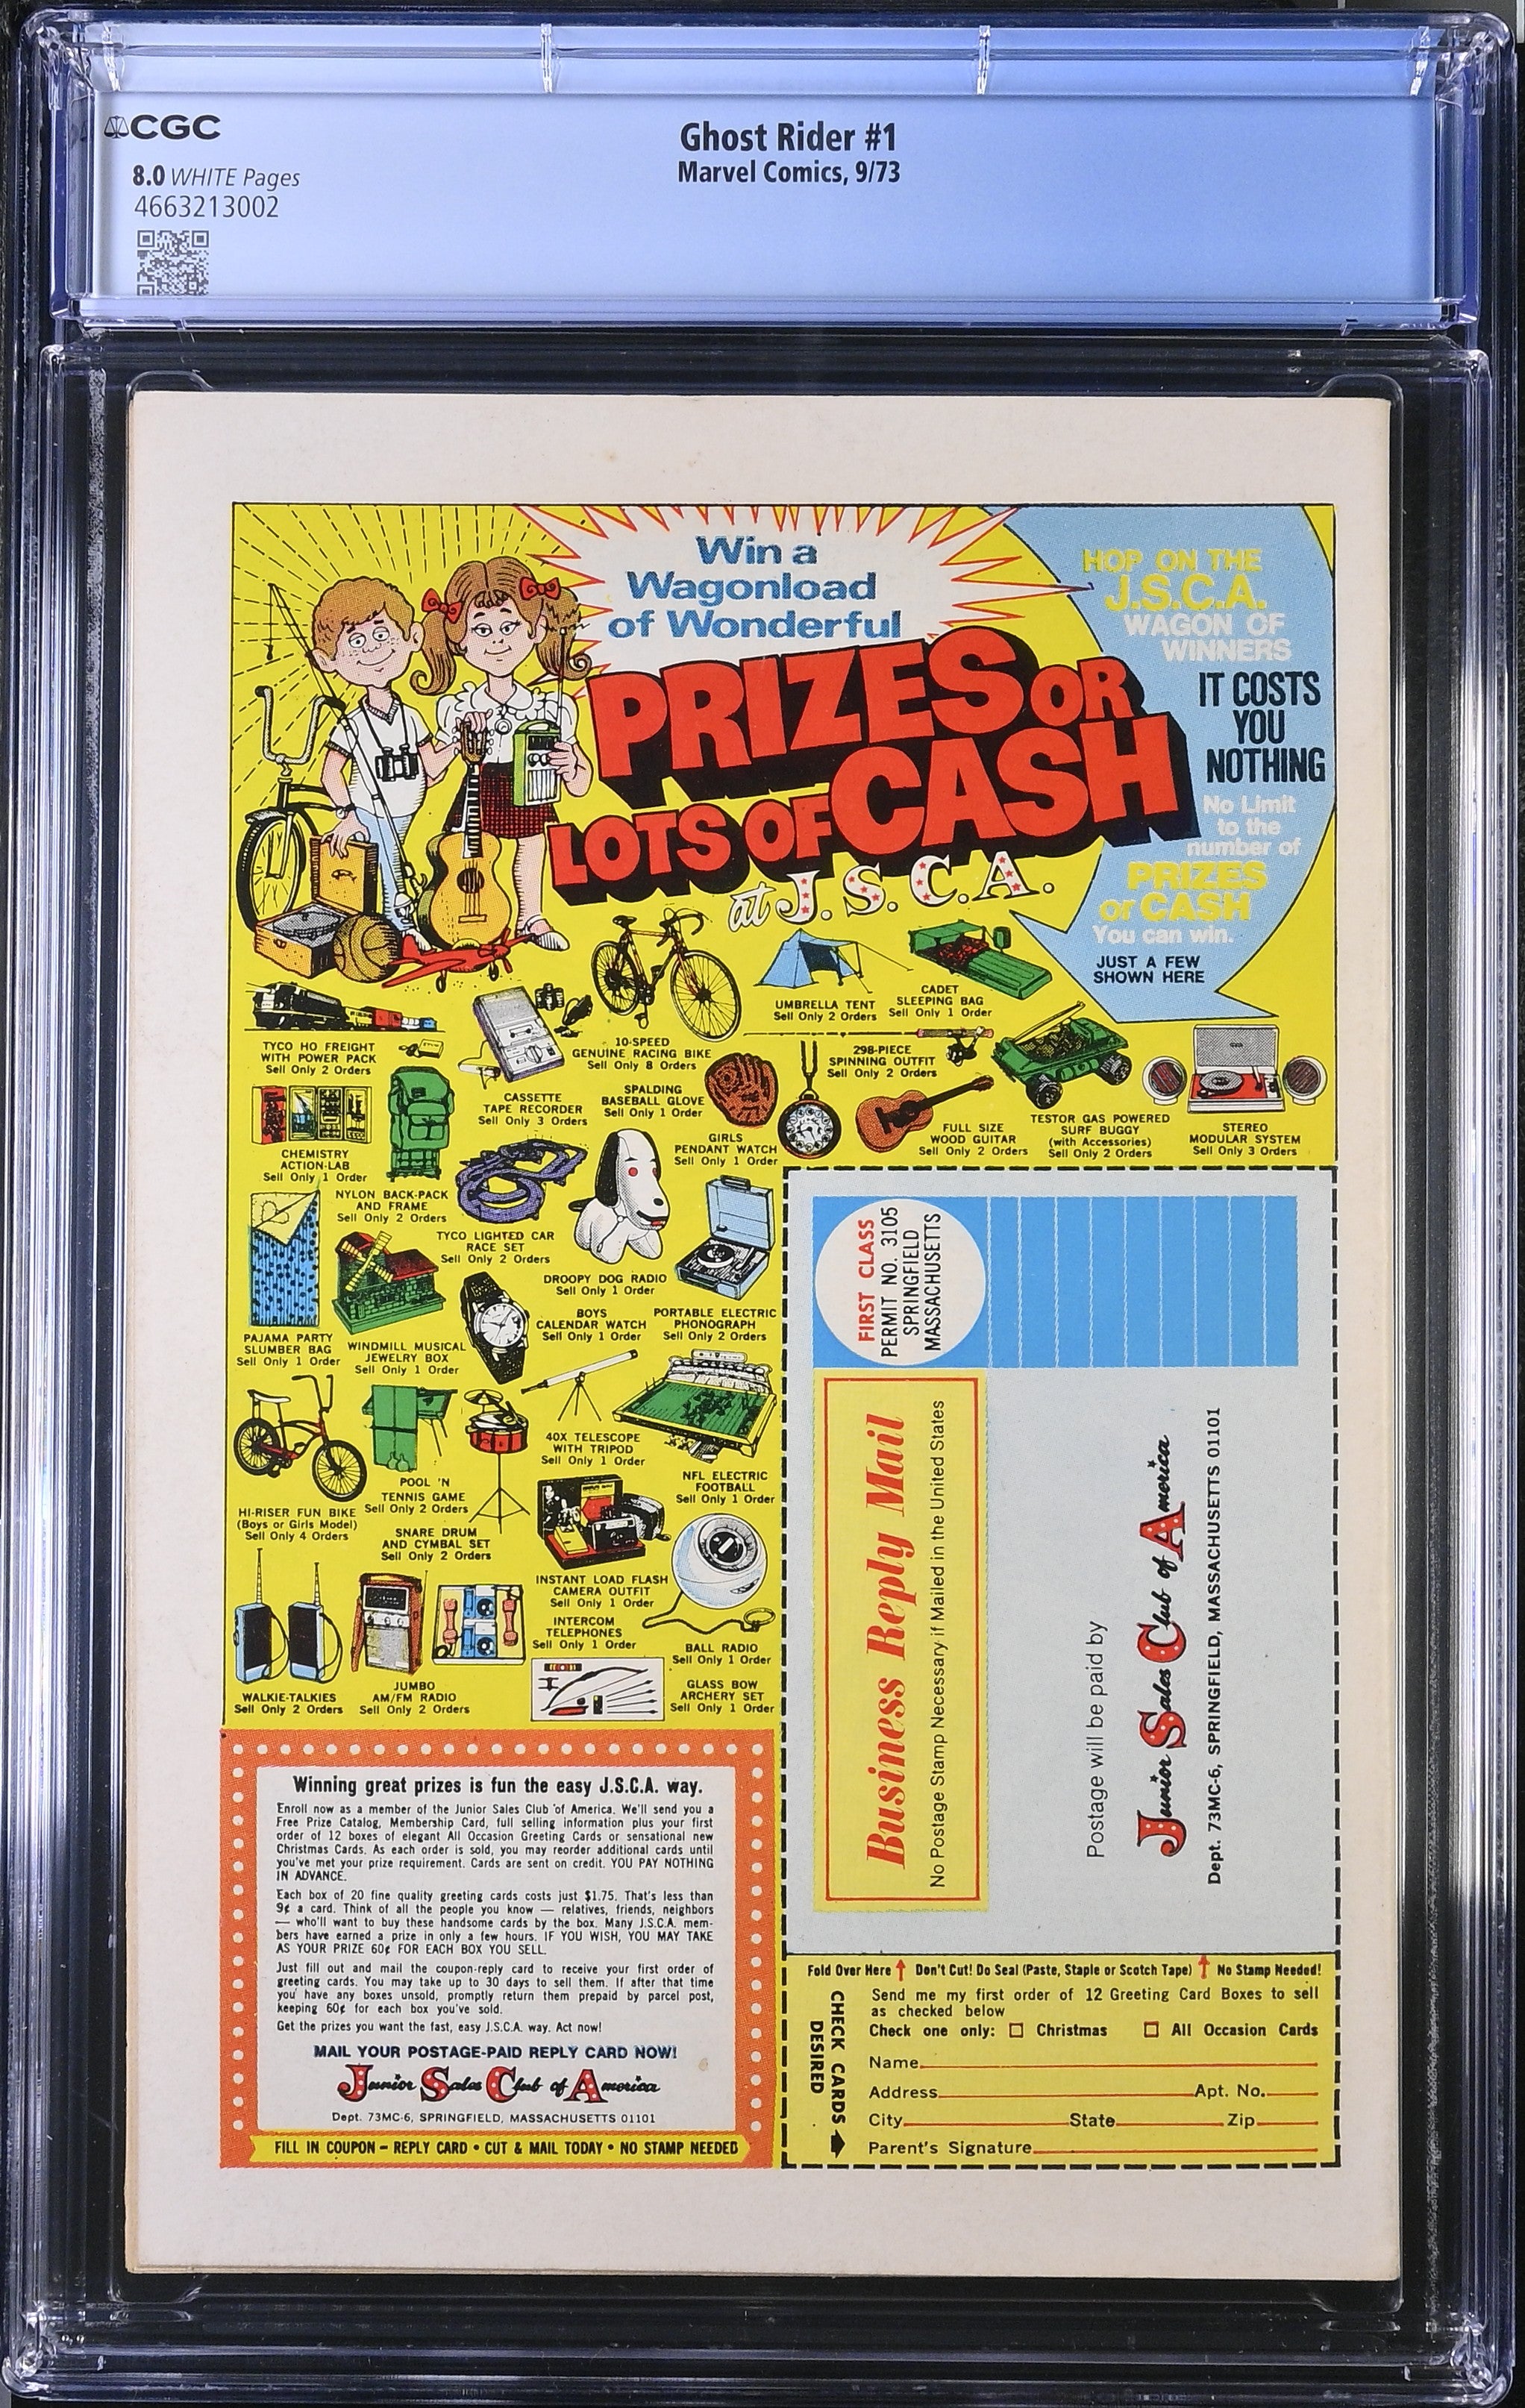 CGC
8.0 WHITE Pages
4663213002
Ghost Rider #1
Marvel Comics, 9/73
Win a
Wagonload
of Wonderful
PRIZES OR
LOTS OF CASH
at J.S.C.A.
HOP ON THE
J.S.C.A.
WAGON OF
WINNERS
IT COSTS
YOU
NOTHING
No Limit
to the
number of
PRIZES
or CASH
You can win.
JUST A FEW
SHOWN HERE
TYCO HO FREIGHT
WITH POWER PACK
Sell Only 2 Orders
CASSETTE
TAPE RECORDER
Sell Only 3 Orders
10-SPEED
GENUINE RACING BIKE
Sell Only 8 Orders
UMBRELLA TENT
Sell Only 2 Orders
CADET
SLEEPING BAG
Sell Only 1 Order
298-PIECE
SPINNING OUTFIT
Sell Only 2 Orders
SPALDING
BASEBALL GLOVE
Sell Only 1 Order
GIRLS
PENDANT WATCH
Sell Only 1 Order
FULL SIZE
WOOD GUITAR
Sell Only 2 Orders
TESTOR GAS POWERED
SURF BUGGY
(with Accessories)
Sell Only 2 Orders
STEREO
MODULAR SYSTEM
Sell Only 3 Orders
CHEMISTRY
ACTION-LAB
Sell Only 1 Order
NYLON BACK-PACK
AND FRAME
Sell Only 2 Orders
TYCO LIGHTED CAR
RACE SET
Sell Only 2 Orders
DROOPY DOG RADIO
Sell Only 1 Order
PAJAMA PARTY
SLUMBER BAG
Sell Only 1 Order
WINDMILL MUSICAL
JEWELRY BOX
Sell Only 1 Order
BOYS
CALENDAR WATCH
Sell Only 1 Order
PORTABLE ELECTRIC
PHONOGRAPH
Sell Only 2 Orders
HI-RISER FUN BIKE
(Boys or Girls Model)
Sell Only 4 Orders
POOL 'N
TENNIS GAME
Sell Only 2 Orders
SNARE DRUM
AND CYMBAL SET
Sell Only 2 Orders
40X TELESCOPE
WITH TRIPOD
Sell Only 1 Order
NFL ELECTRIC
FOOTBALL
Sell Only 1 Order
INSTANT LOAD FLASH
CAMERA OUTFIT
Sell Only 1 Order
INTERCOM
TELEPHONES
Sell Only 1 Order
BALL RADIO
Sell Only 1 Order
WALKIE-TALKIES
Sell Only 2 Orders
JUMBO
AM/FM RADIO
Sell Only 2 Orders
GLASS BOW
ARCHERY SET
Sell Only 1 Order
FIRST CLASS
PERMIT NO. 3105
SPRINGFIELD
MASSACHUSETTS
Business Reply Mail
No Postage Stamp Necessary if Mailed in the United States
Postage will be paid by
Junior Sales Club of America
Dept. 73MC-6, SPRINGFIELD, MASSACHUSETTS 01101
Winning great prizes is fun the easy J.S.C.A. way.
Enroll now as a member of the Junior Sales Club of America. We'll send you a
Free Prize Catalog, Membership Card, full selling information plus your first
order of 12 boxes of elegant All Occasion Greeting Cards or sensational new
Christmas Cards. As each order is sold, you may reorder additional cards until
you've met your prize requirement. Cards are sent on credit. YOU PAY NOTHING
IN ADVANCE.
Each box of 20 fine quality greeting cards costs just $1.75. That's less than
9¢ a card. Think of all the people you know — relatives, friends, neighbors
— who'll want to buy these handsome cards by the box. Many J.S.C.A. mem-
bers have earned a prize in only a few hours. IF YOU WISH, YOU MAY TAKE
AS YOUR PRIZE 60¢ FOR EACH BOX YOU SELL.
Just fill out and mail the coupon-reply card to receive your first order of
greeting cards. You may take up to 30 days to sell them. If after that time
you have any boxes unsold, promptly return them prepaid by parcel post,
keeping 60¢ for each box you've sold.
Get the prizes you want the fast, easy J.S.C.A. way. Act now!
MAIL YOUR POSTAGE-PAID REPLY CARD NOW!
Junior Sales Club of America
Dept. 73MC-6, SPRINGFIELD, MASSACHUSETTS 01101
FILL IN COUPON – REPLY CARD • CUT & MAIL TODAY • NO STAMP NEEDED
Fold Over Here ↑ Don't Cut! Do Seal (Paste, Staple or Scotch Tape) ↑ No Stamp Needed!
CHECK CARDS
DESIRED
Send me my first order of 12 Greeting Card Boxes to sell
as checked below
Check one only: ☐ Christmas ☐ All Occasion Cards
Name
Address Apt. No.
City State Zip
Parent's Signature